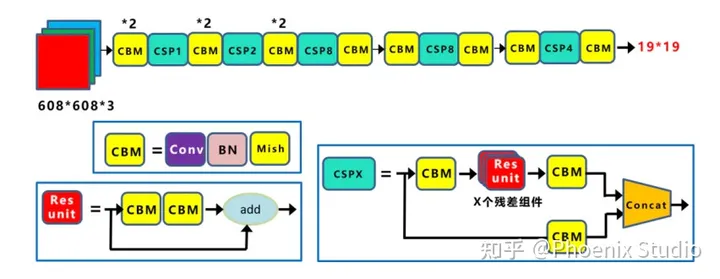 *2 *2 *2
CBM CSP1 CBM CSP2 CBM CSP8 CBM CBM CSP8 CBM CBM CSP4 CBM 19*19
608*608*3
CBM = Conv BN Mish
Res unit = CBM CBM add
CSPX = CBM Res unit CBM Concat
X个残差组件
CBM
知乎 @Phoenix Studio